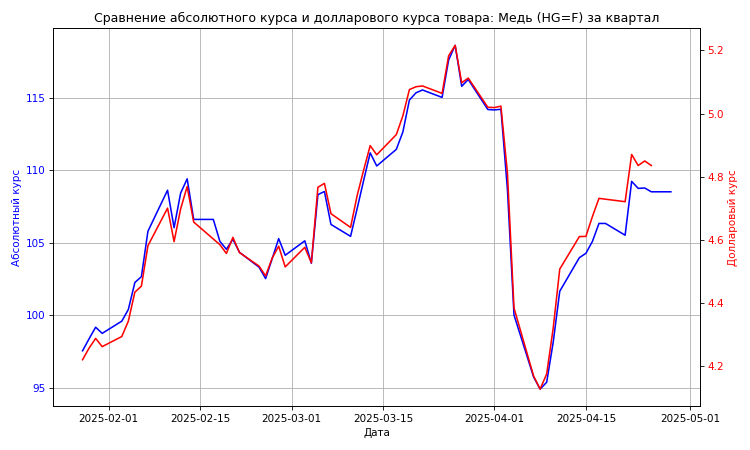 Сравнение абсолютного курса и долларового курса товара: Медь (HG=F) за квартал
115
110
105
100
95
Абсолютный курс
5.2
5.0
4.8
4.6
4.4
4.2
Долларовый курс
2025-02-01 2025-02-15 2025-03-01 2025-03-15 2025-04-01 2025-04-15 2025-05-01
Дата